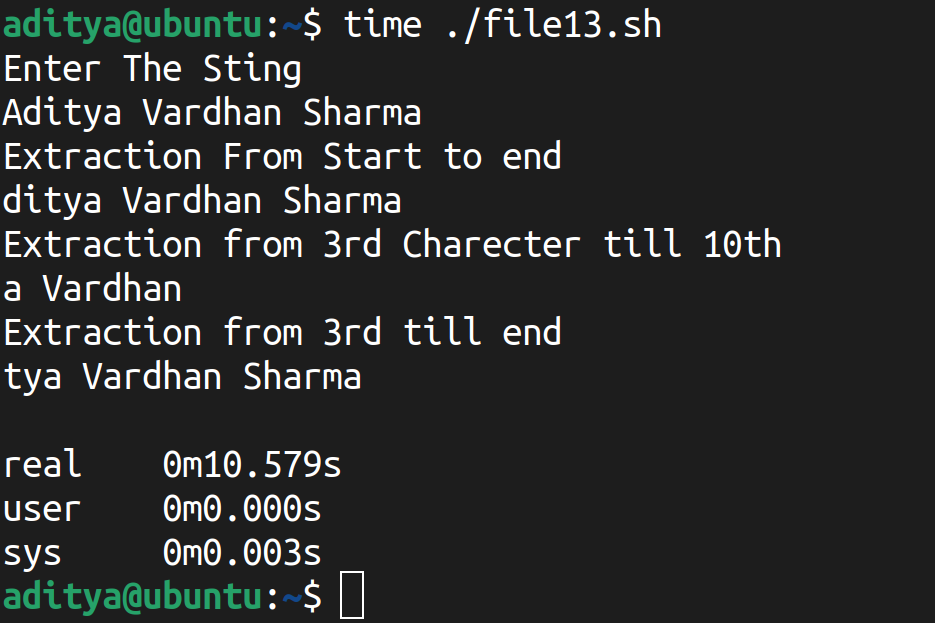 aditya@ubuntu:~$ time ./file13.sh
Enter The Sting
Aditya Vardhan Sharma
Extraction From Start to end
ditya Vardhan Sharma
Extraction from 3rd Charecter till 10th
a Vardhan
Extraction from 3rd till end
tya Vardhan Sharma

real	0m10.579s
user	0m0.000s
sys	0m0.003s
aditya@ubuntu:~$